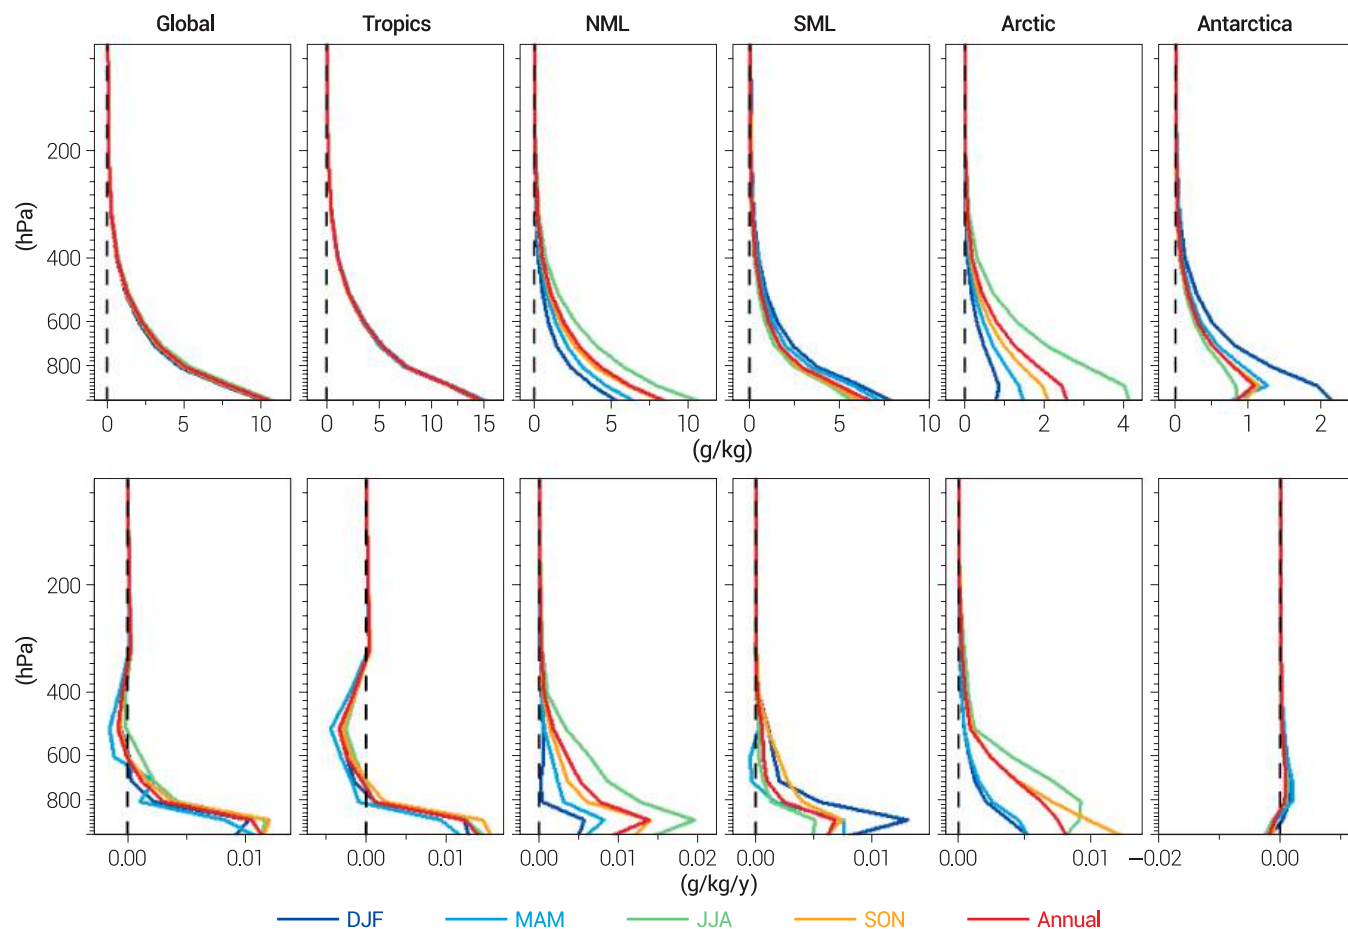 Global Tropics NML SML Arctic Antarctica
(hPa)
200
400
600
800
0 5 10 0 5 10 15 0 5 10 0 5 10 0 2 4 0 1 2
(g/kg)
(hPa)
200
400
600
800
0.00 0.01 0.00 0.01 0.00 0.01 0.02 0.00 0.01 0.00 0.01 −0.02 0.00
(g/kg/y)
DJF MAM JJA SON Annual